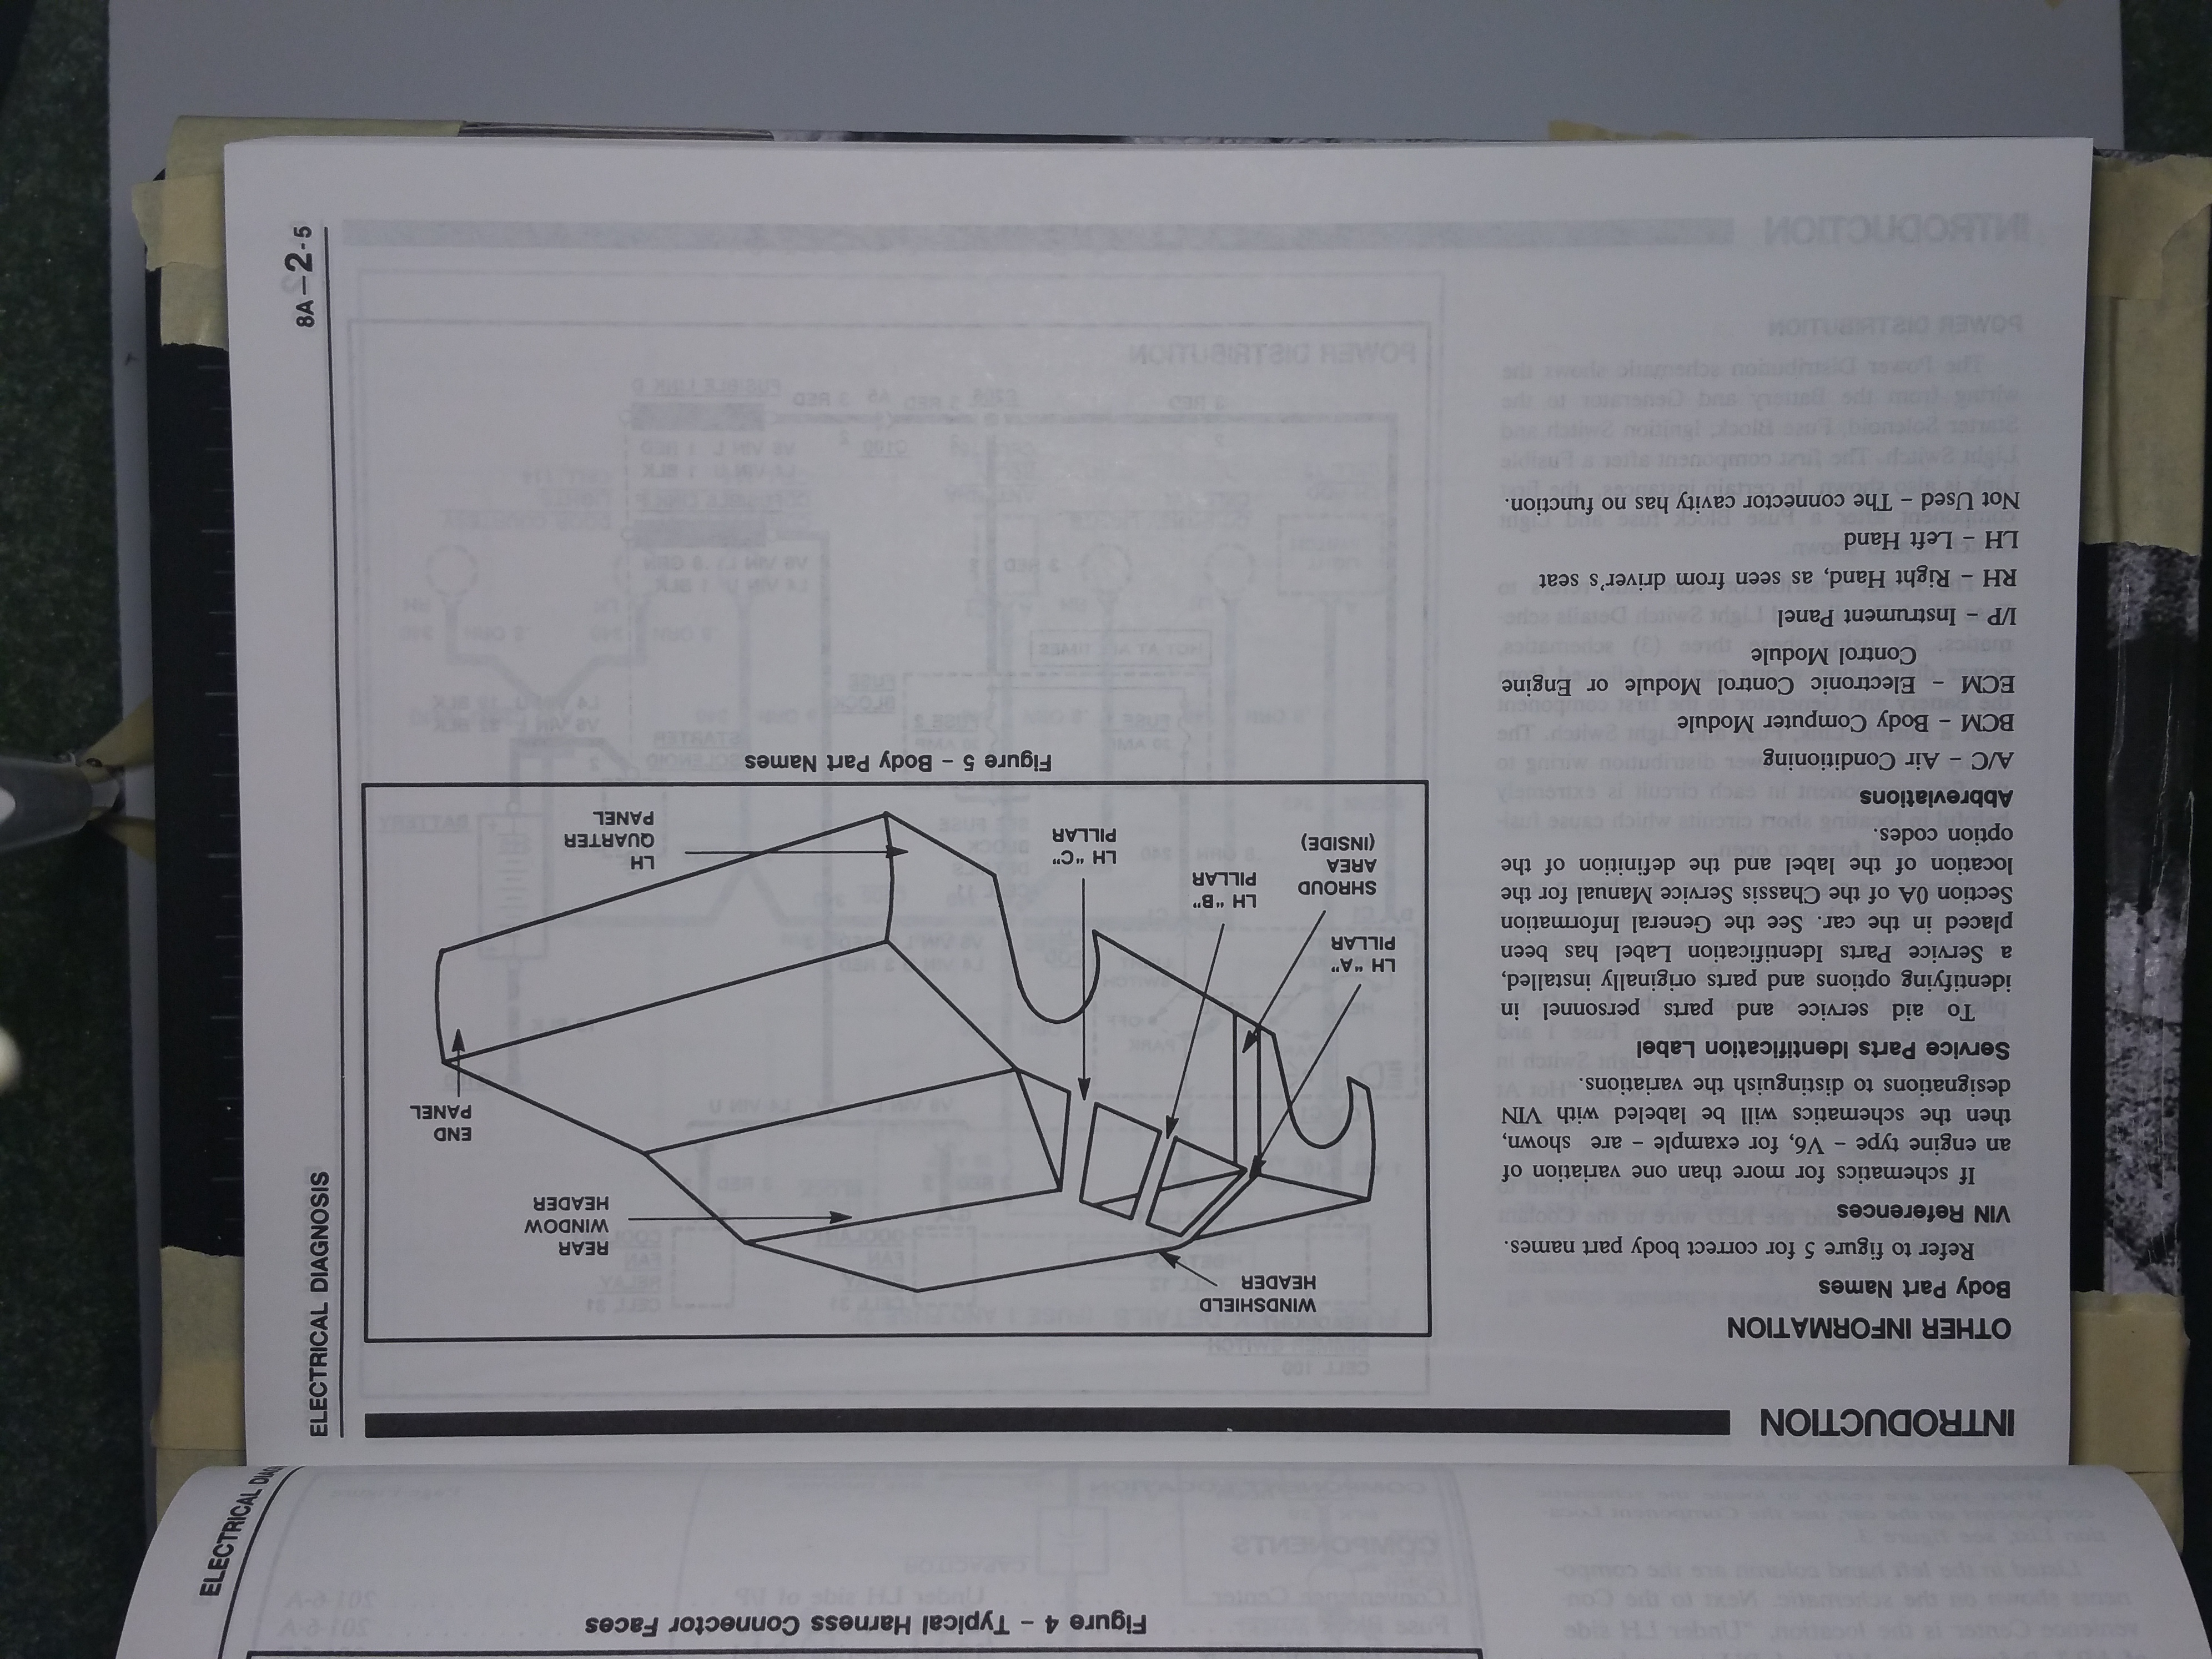 Figure 4 – Typical Harness Connector Faces
ELECTRICAL
INTRODUCTION
OTHER INFORMATION
Body Part Names
Refer to figure 5 for correct body part names.
VIN References
If schematics for more than one variation of
an engine type – V6, for example – are shown,
then the schematics will be labeled with VIN
designations to distinguish the variations.
Service Parts Identification Label
To aid service and parts personnel in
identifying options and parts originally installed,
a Service Parts Identification Label has been
placed in the car. See the General Information
Section 0A of the Chassis Service Manual for the
location of the label and the definition of the
option codes.
Abbreviations
A/C – Air Conditioning
BCM – Body Computer Module
ECM – Electronic Control Module or Engine
Control Module
I/P – Instrument Panel
RH – Right Hand, as seen from driver's seat
LH – Left Hand
Not Used – The connector cavity has no function.
WINDSHIELD
HEADER
REAR
WINDOW
HEADER
END
PANEL
LH "A"
PILLAR
SHROUD
AREA
(INSIDE)
LH "B"
PILLAR
LH "C"
PILLAR
LH
QUARTER
PANEL
Figure 5 – Body Part Names
ELECTRICAL DIAGNOSIS
8A—2-5